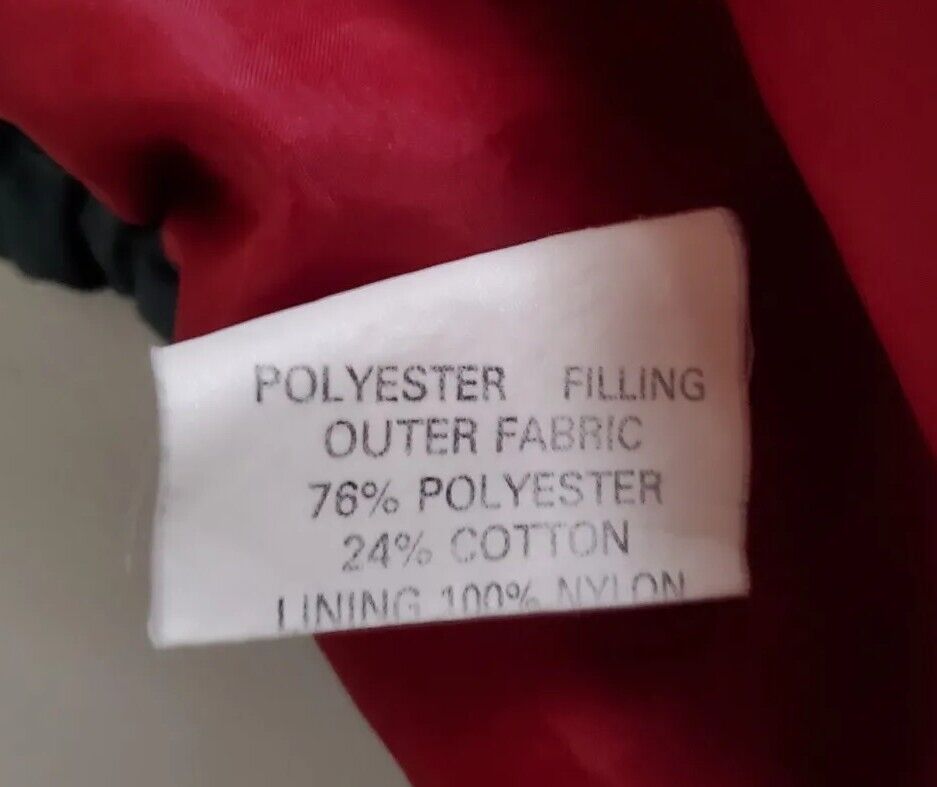 POLYESTER FILLING
OUTER FABRIC
76% POLYESTER
24% COTTON
LINING 100% NYLON